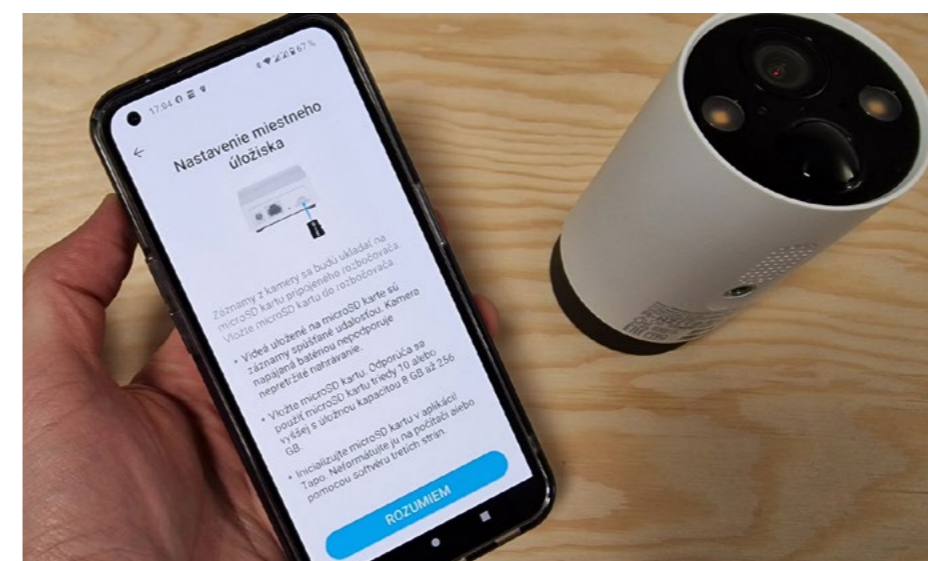 17:04
67 %
Nastavenie miestneho
úložiska
Záznamy z kamery sa budú ukladať na
microSD kartu pripojeného rozbočovača.
Vložte microSD kartu do rozbočovača.
• Videá uložené na microSD karte sú
záznamy spúšťané udalosťou. Kamera
napájaná batériou nepodporuje
nepretržité nahrávanie.
• Vložte microSD kartu. Odporúča sa
použiť microSD kartu triedy 10 alebo
vyššej s úložnou kapacitou 8 GB až 256
GB.
• Inicializujte microSD kartu v aplikácii
Tapo. Neformátujte ju na počítači alebo
pomocou softvéru tretích strán.
ROZUMIEM